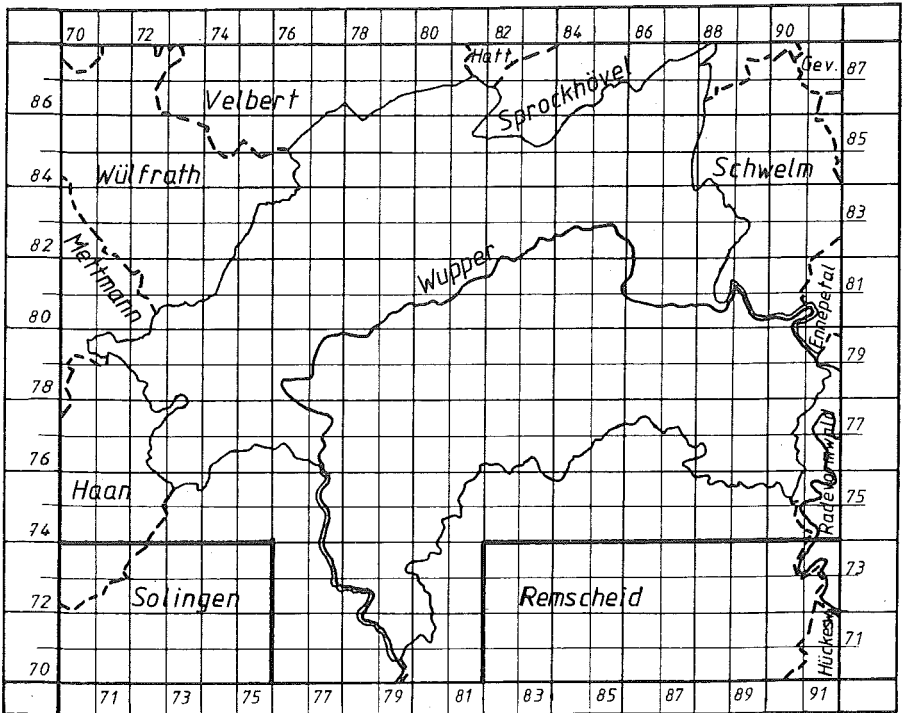 70 72 74 76 78 80 82 84 86 88 90
Hatt.
Gev.
87
Velbert
Sprockhövel
86
85
Wülfrath
Schwelm
84
83
Mettmann
82
Wupper
81
80
Ennepetal
79
78
77
Radevormwald
76
Haan
75
74
73
Solingen
Remscheid
72
71
Hückesw.
70
71 73 75 77 79 81 83 85 87 89 91